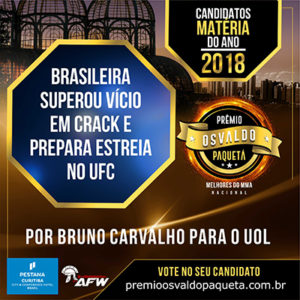 CANDIDATOS
MATÉRIA
DO ANO
2018
BRASILEIRA
SUPEROU VÍCIO
EM CRACK E
PREPARA ESTREIA
NO UFC
PRÊMIO
OSVALDO
PAQUETÁ
MELHORES DO MMA
NACIONAL
POR BRUNO CARVALHO PARA O UOL
PESTANA
CURITIBA
AFW
VOTE NO SEU CANDIDATO
premioosvaldopaqueta.com.br